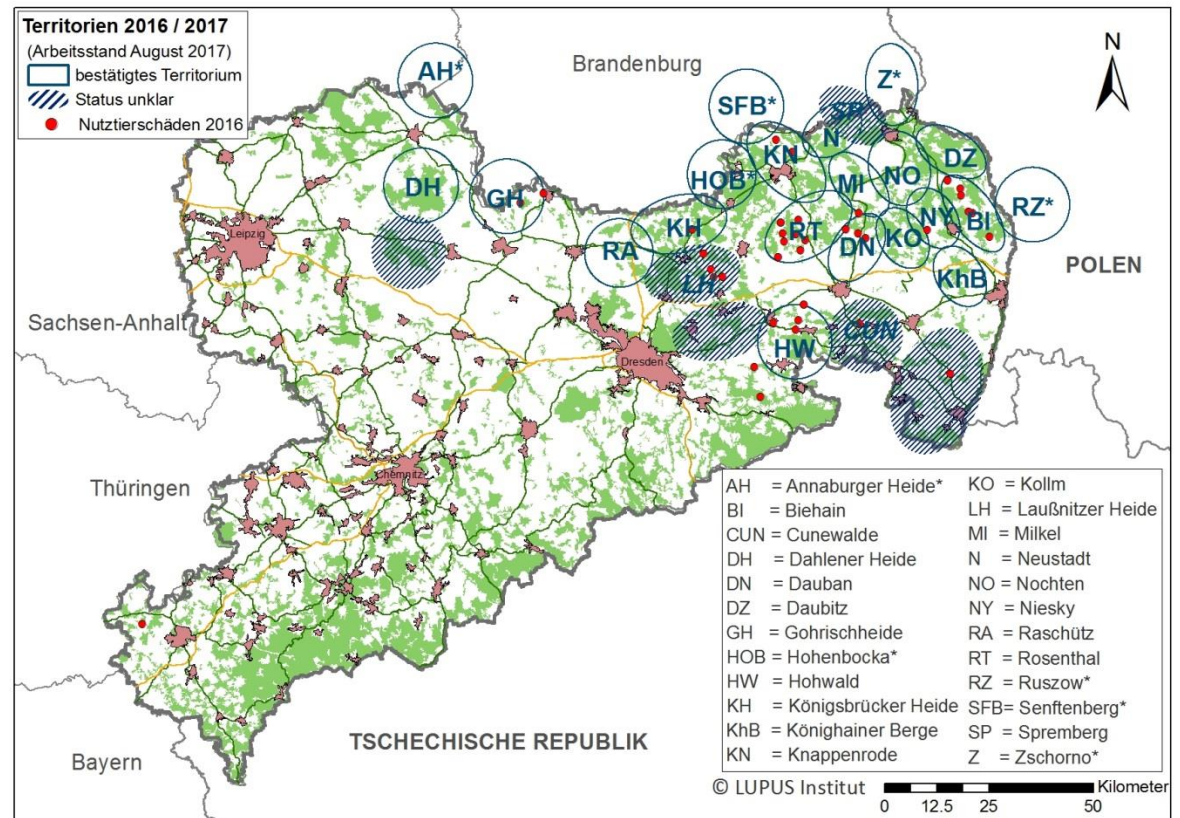 Territorien 2016 / 2017
(Arbeitsstand August 2017)
bestätigtes Territorium
Status unklar
Nutztierschäden 2016
Brandenburg
N
AH*
Z*
SFB*
SP
N
KN
DZ
NO
HOB*
MI
DH
GH
RZ*
NY
BI
KH
RT
KO
DN
RA
Leipzig
POLEN
KhB
LH
Sachsen-Anhalt
CUN
HW
Dresden
Chemnitz
Thüringen
Bayern
TSCHECHISCHE REPUBLIK
AH = Annaburger Heide*
BI = Biehain
CUN = Cunewalde
DH = Dahlener Heide
DN = Dauban
DZ = Daubitz
GH = Gohrischheide
HOB = Hohenbocka*
HW = Hohwald
KH = Königsbrücker Heide
KhB = Könighainer Berge
KN = Knappenrode
KO = Kollm
LH = Laußnitzer Heide
MI = Milkel
N = Neustadt
NO = Nochten
NY = Niesky
RA = Raschütz
RT = Rosenthal
RZ = Ruszow*
SFB= Senftenberg*
SP = Spremberg
Z = Zschorno*
© LUPUS Institut
Kilometer
0 12.5 25 50